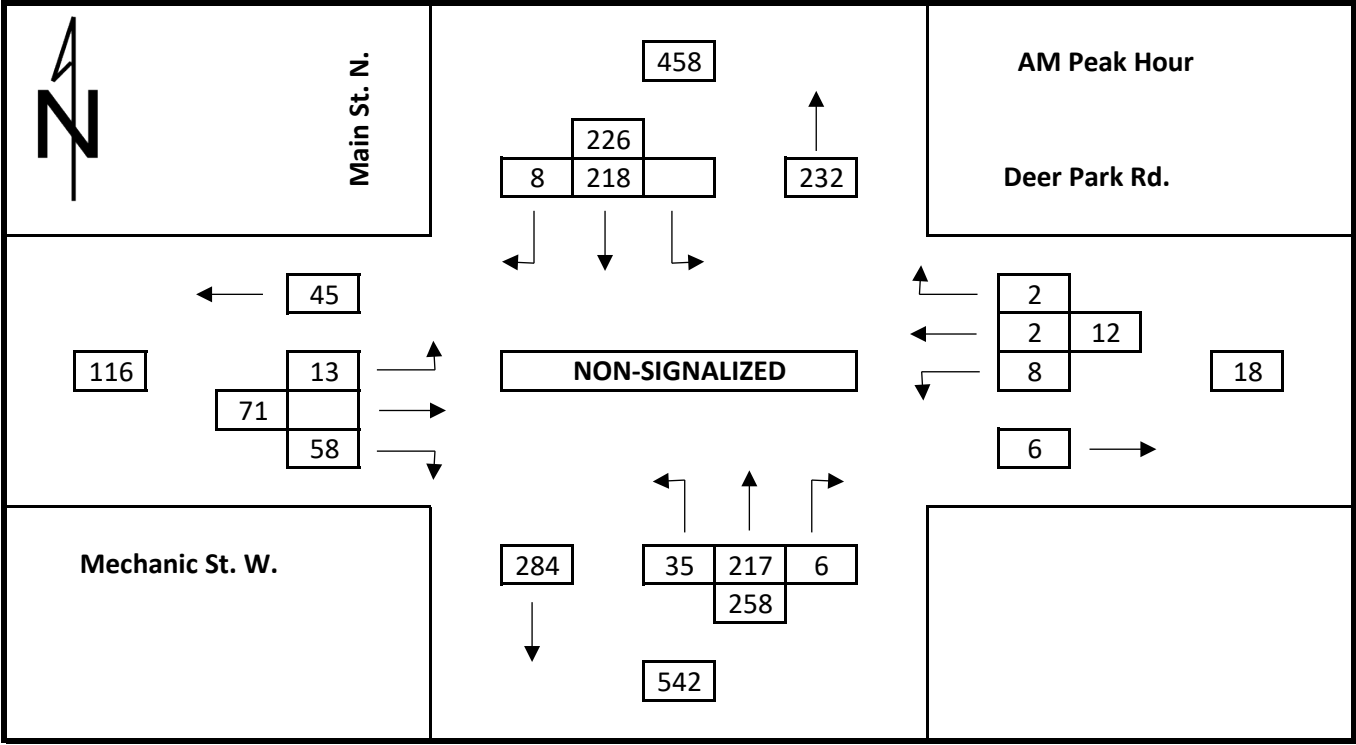 N
Main St. N.
458
AM Peak Hour
226
8 218
232
Deer Park Rd.
45
2
2 12
8
116
13
71
58
NON-SIGNALIZED
18
6
Mechanic St. W.
284
35 217 6
258
542